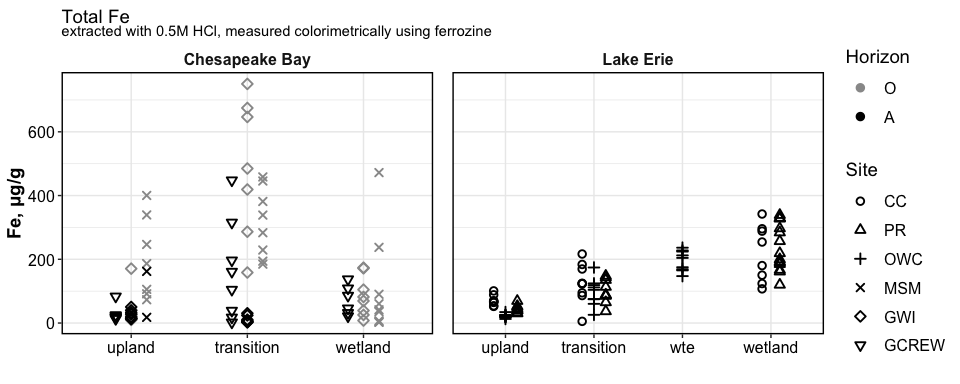 Total Fe
extracted with 0.5M HCl, measured colorimetrically using ferrozine
Chesapeake Bay
Lake Erie
Fe, µg/g
600
400
200
0
upland transition wetland
upland transition wte wetland
Horizon
O
A
Site
CC
PR
OWC
MSM
GWI
GCREW